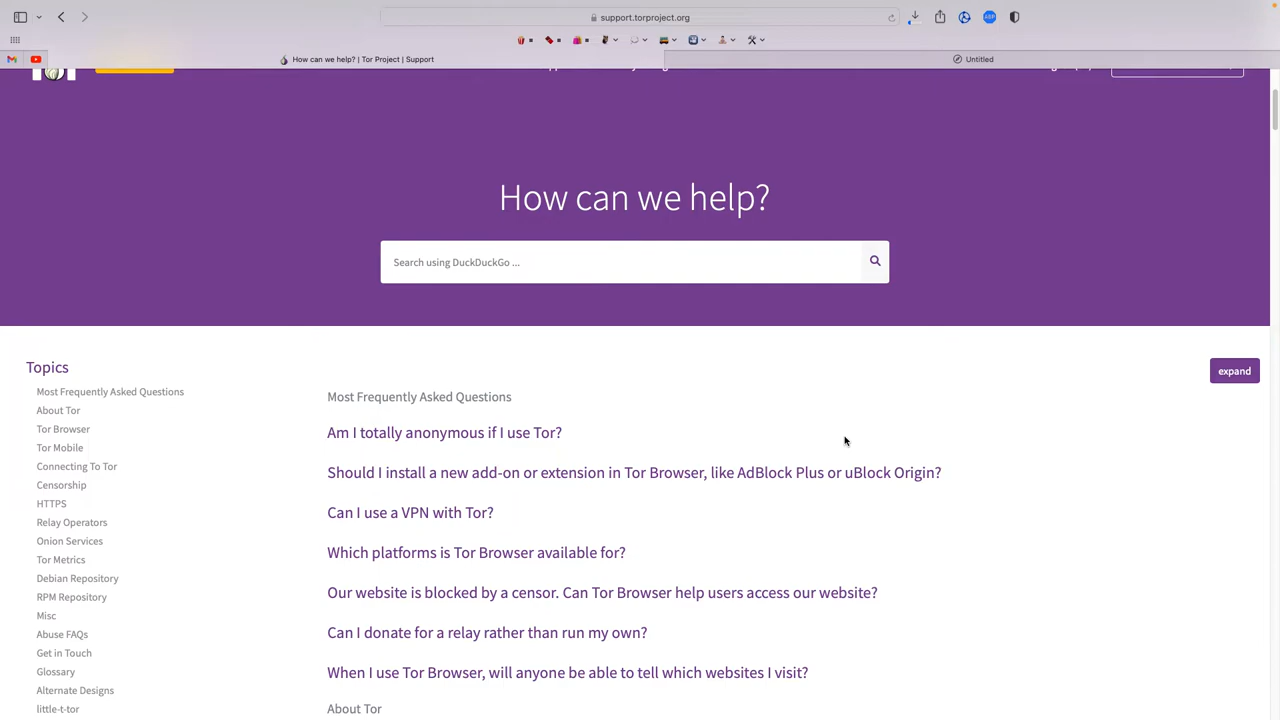 support.torproject.org
How can we help? | Tor Project | Support
Untitled
How can we help?
Search using DuckDuckGo ...
Topics
Most Frequently Asked Questions
About Tor
Tor Browser
Tor Mobile
Connecting To Tor
Censorship
HTTPS
Relay Operators
Onion Services
Tor Metrics
Debian Repository
RPM Repository
Misc
Abuse FAQs
Get in Touch
Glossary
Alternate Designs
little-t-tor
expand
Most Frequently Asked Questions
Am I totally anonymous if I use Tor?
Should I install a new add-on or extension in Tor Browser, like AdBlock Plus or uBlock Origin?
Can I use a VPN with Tor?
Which platforms is Tor Browser available for?
Our website is blocked by a censor. Can Tor Browser help users access our website?
Can I donate for a relay rather than run my own?
When I use Tor Browser, will anyone be able to tell which websites I visit?
About Tor